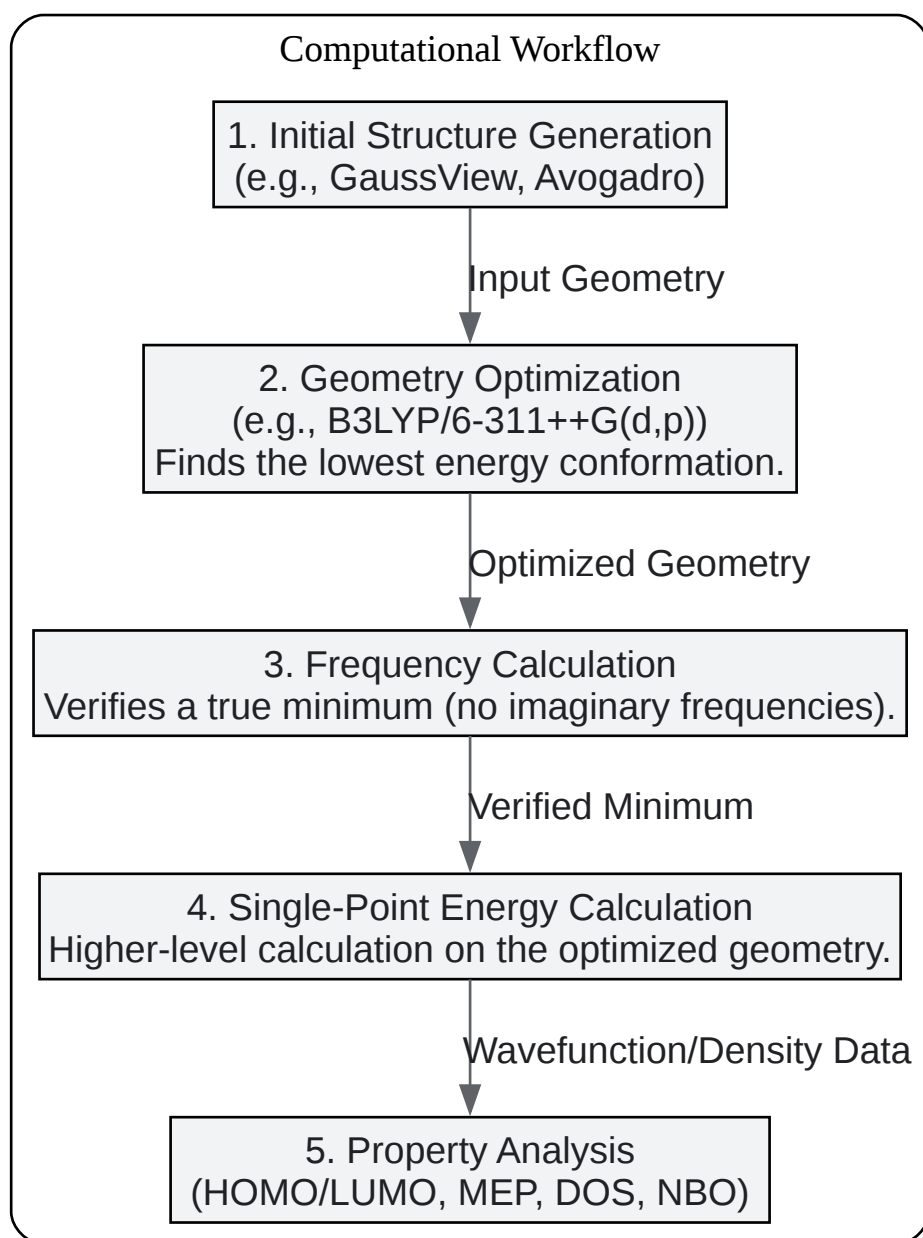 Computational Workflow
1. Initial Structure Generation
(e.g., GaussView, Avogadro)
Input Geometry
2. Geometry Optimization
(e.g., B3LYP/6-311++G(d,p))
Finds the lowest energy conformation.
Optimized Geometry
3. Frequency Calculation
Verifies a true minimum (no imaginary frequencies).
Verified Minimum
4. Single-Point Energy Calculation
Higher-level calculation on the optimized geometry.
Wavefunction/Density Data
5. Property Analysis
(HOMO/LUMO, MEP, DOS, NBO)